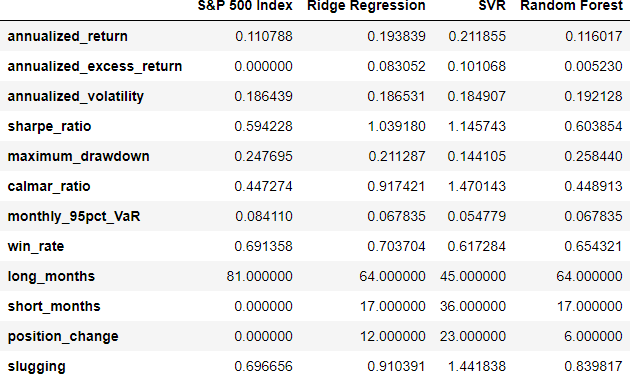 S&P 500 Index Ridge Regression SVR Random Forest
annualized_return 0.110788 0.193839 0.211855 0.116017
annualized_excess_return 0.000000 0.083052 0.101068 0.005230
annualized_volatility 0.186439 0.186531 0.184907 0.192128
sharpe_ratio 0.594228 1.039180 1.145743 0.603854
maximum_drawdown 0.247695 0.211287 0.144105 0.258440
calmar_ratio 0.447274 0.917421 1.470143 0.448913
monthly_95pct_VaR 0.084110 0.067835 0.054779 0.067835
win_rate 0.691358 0.703704 0.617284 0.654321
long_months 81.000000 64.000000 45.000000 64.000000
short_months 0.000000 17.000000 36.000000 17.000000
position_change 0.000000 12.000000 23.000000 6.000000
slugging 0.696656 0.910391 1.441838 0.839817